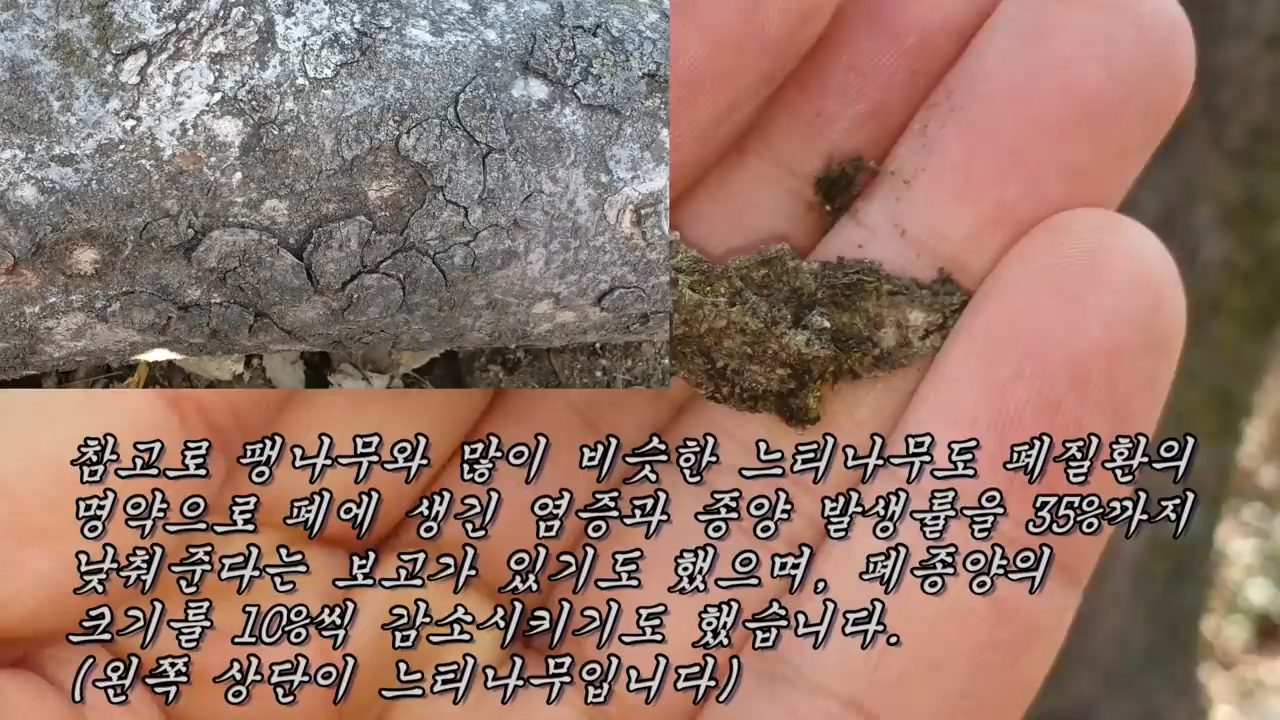 참고로 팽나무와 많이 비슷한 느티나무도 폐질환의
명약으로 폐에 생긴 염증과 종양 발생률을 35%까지
낮춰준다는 보고가 있기도 했으며, 폐종양의
크기를 10%씩 감소시키기도 했습니다.
(왼쪽 상단이 느티나무입니다)